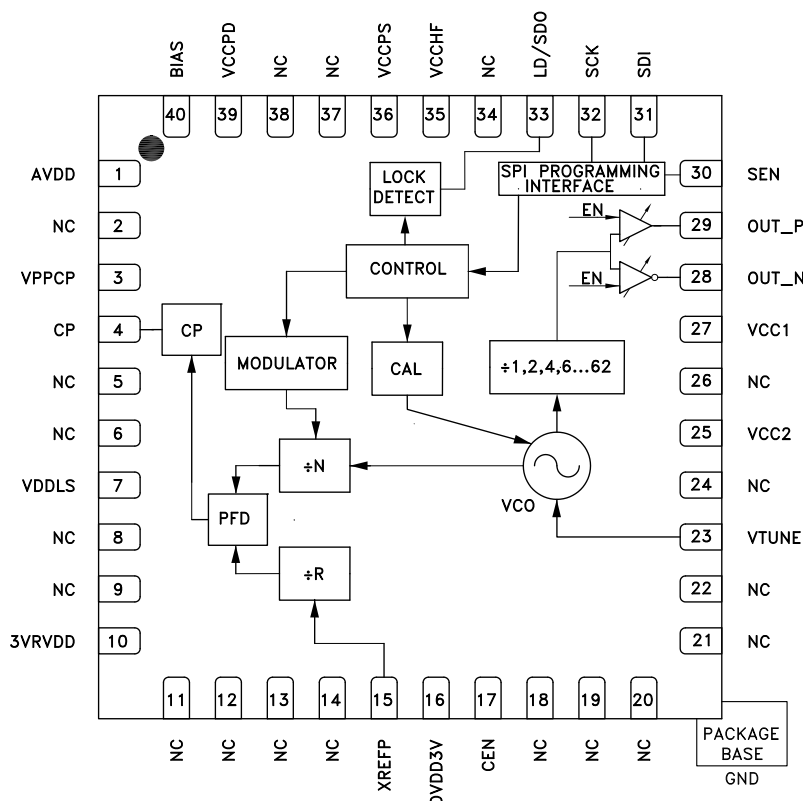 BIAS
VCCPD
NC
NC
VCCPS
VCCHF
NC
LD/SDO
SCK
SDI
40
39
38
37
36
35
34
33
32
31
AVDD
1
LOCK
DETECT
SPI PROGRAMMING
INTERFACE
30
SEN
NC
2
EN
29
OUT_P
VPPCP
3
CONTROL
EN
28
OUT_N
CP
4
CP
27
VCC1
MODULATOR
CAL
÷1,2,4,6...62
NC
5
26
NC
NC
6
25
VCC2
÷N
VDDLS
7
VCO
24
NC
PFD
NC
8
23
VTUNE
÷R
NC
9
22
NC
3VRVDD
10
21
NC
11
12
13
14
15
16
17
18
19
20
NC
NC
NC
NC
XREFP
DVDD3V
CEN
NC
NC
NC
PACKAGE
BASE
GND